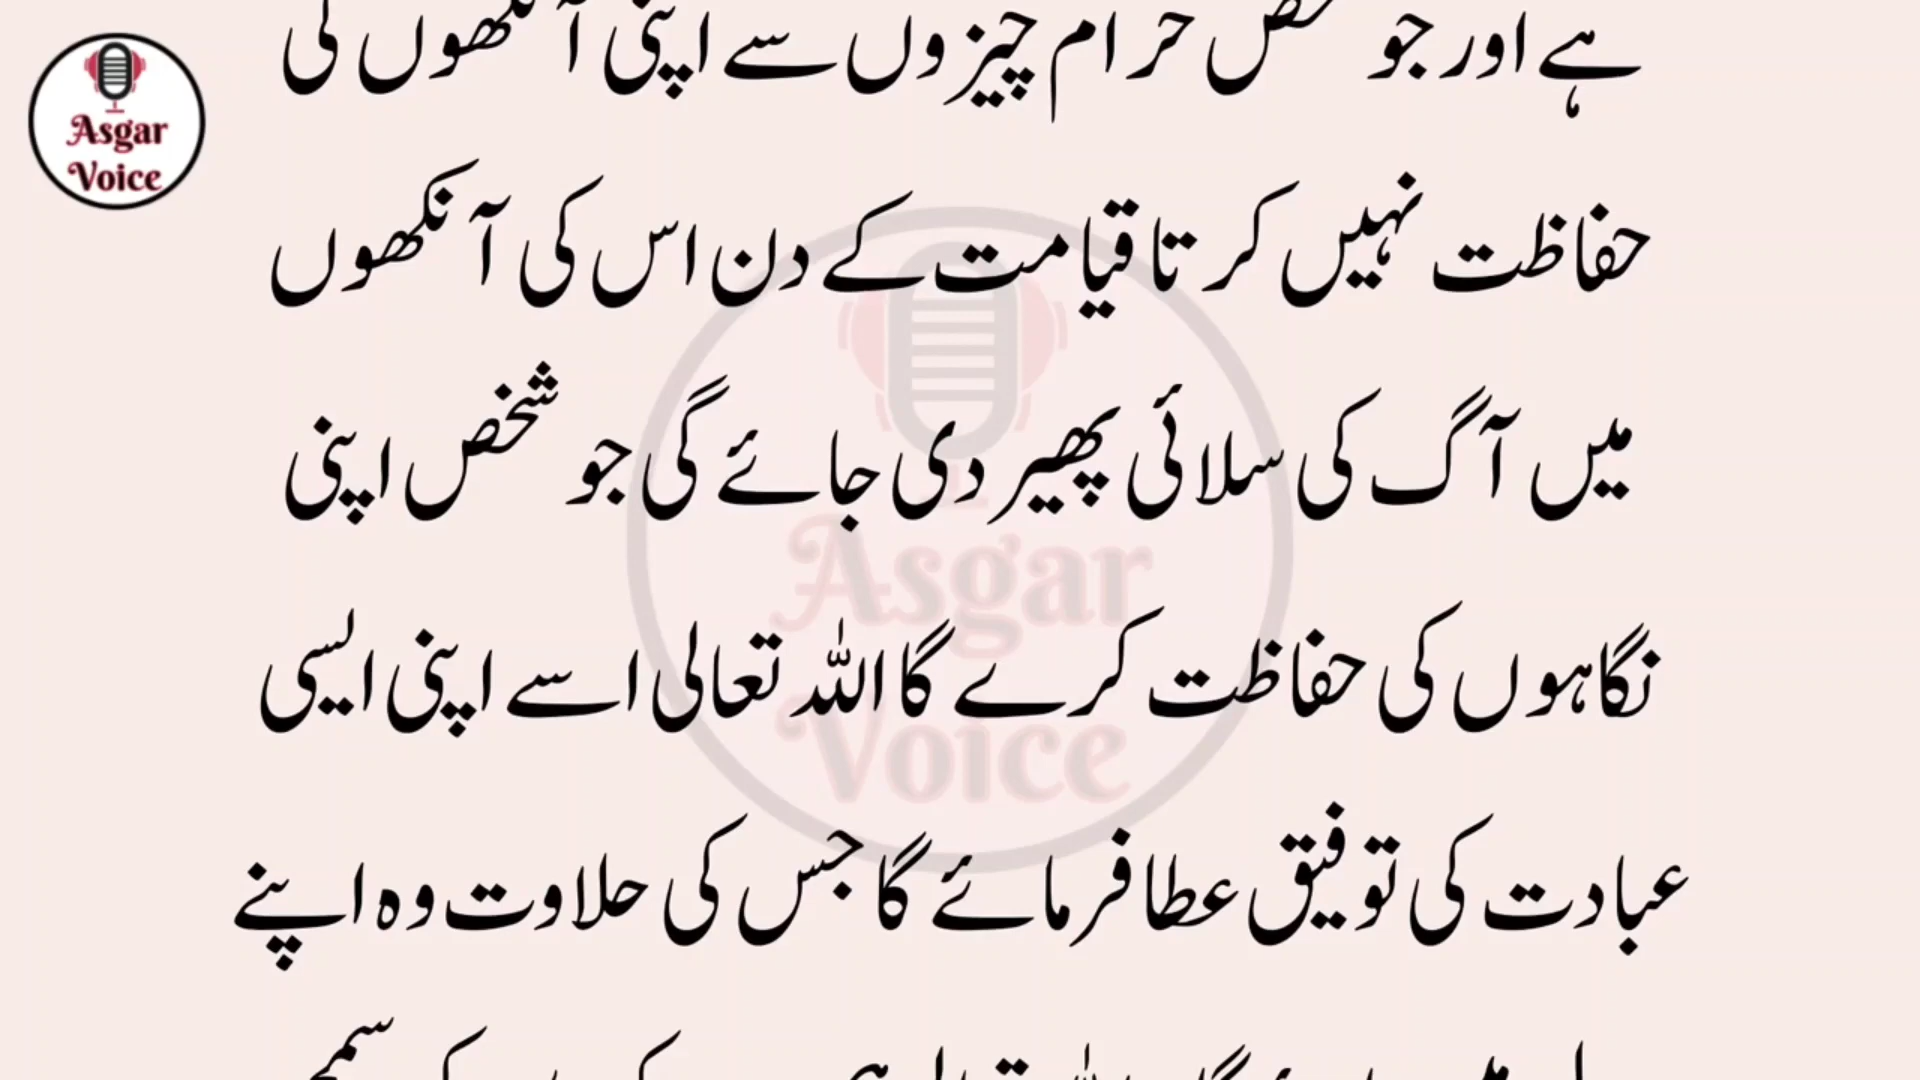 Asgar
Voice
ہے اور جو شخص حرام چیزوں سے اپنی آنکھوں کی
حفاظت نہیں کرتا قیامت کے دن اس کی آنکھوں
میں آگ کی سلائی پھیر دی جائے گی جو شخص اپنی
نگاہوں کی حفاظت کرے گا اللہ تعالی اسے اپنی ایسی
عبادت کی توفیق عطا فرمائے گا جس کی حلاوت وہ اپنے
Asgar
Voice